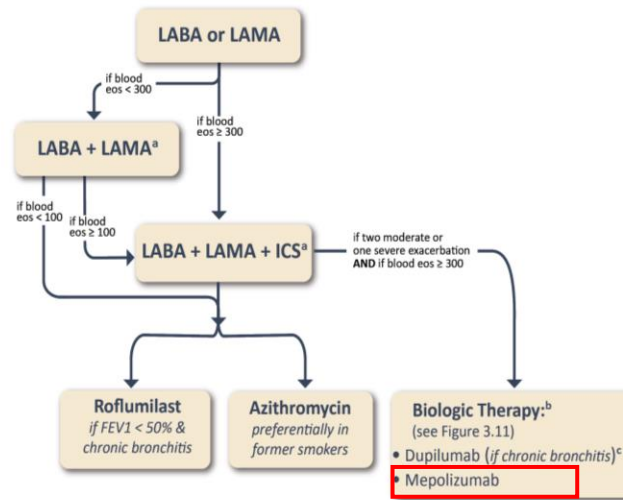 LABA or LAMA
if blood
eos < 300
if blood
eos ≥ 300
LABA + LAMAᵃ
if blood
eos < 100
if blood
eos ≥ 100
LABA + LAMA + ICSᵃ
if two moderate or
one severe exacerbation
AND if blood eos ≥ 300
Roflumilast
if FEV1 < 50% &
chronic bronchitis
Azithromycin
preferentially in
former smokers
Biologic Therapy:ᵇ
(see Figure 3.11)
• Dupilumab (if chronic bronchitis)ᶜ
• Mepolizumab